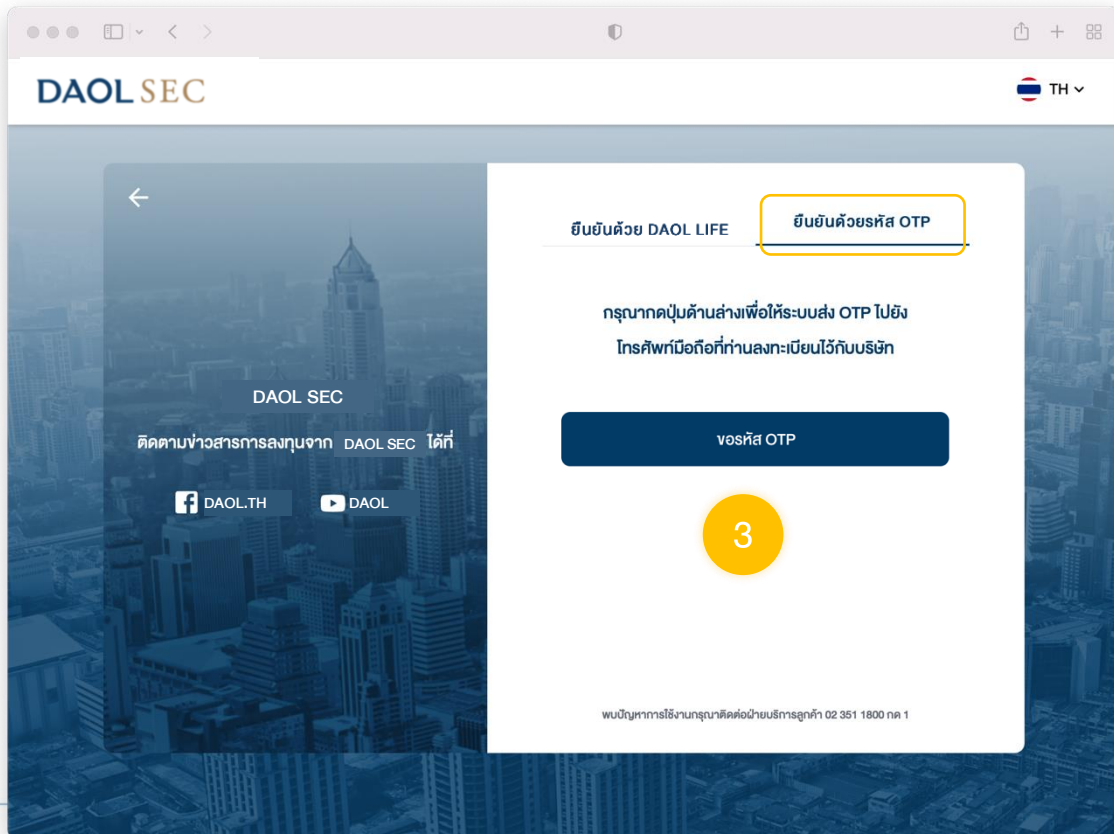 DAOL SEC
TH
ยืนยันด้วย DAOL LIFE
ยืนยันด้วยรหัส OTP
กรุณากดปุ่มด้านล่างเพื่อให้ระบบส่ง OTP ไปยัง
โทรศัพท์มือถือที่ท่านลงทะเบียนไว้กับบริษัท
DAOL SEC
ติดตามข่าวสารการลงทุนจาก DAOL SEC ได้ที่
DAOL.TH
DAOL
ขอรหัส OTP
3
พบปัญหาการใช้งานกรุณาติดต่อฝ่ายบริการลูกค้า 02 351 1800 กด 1